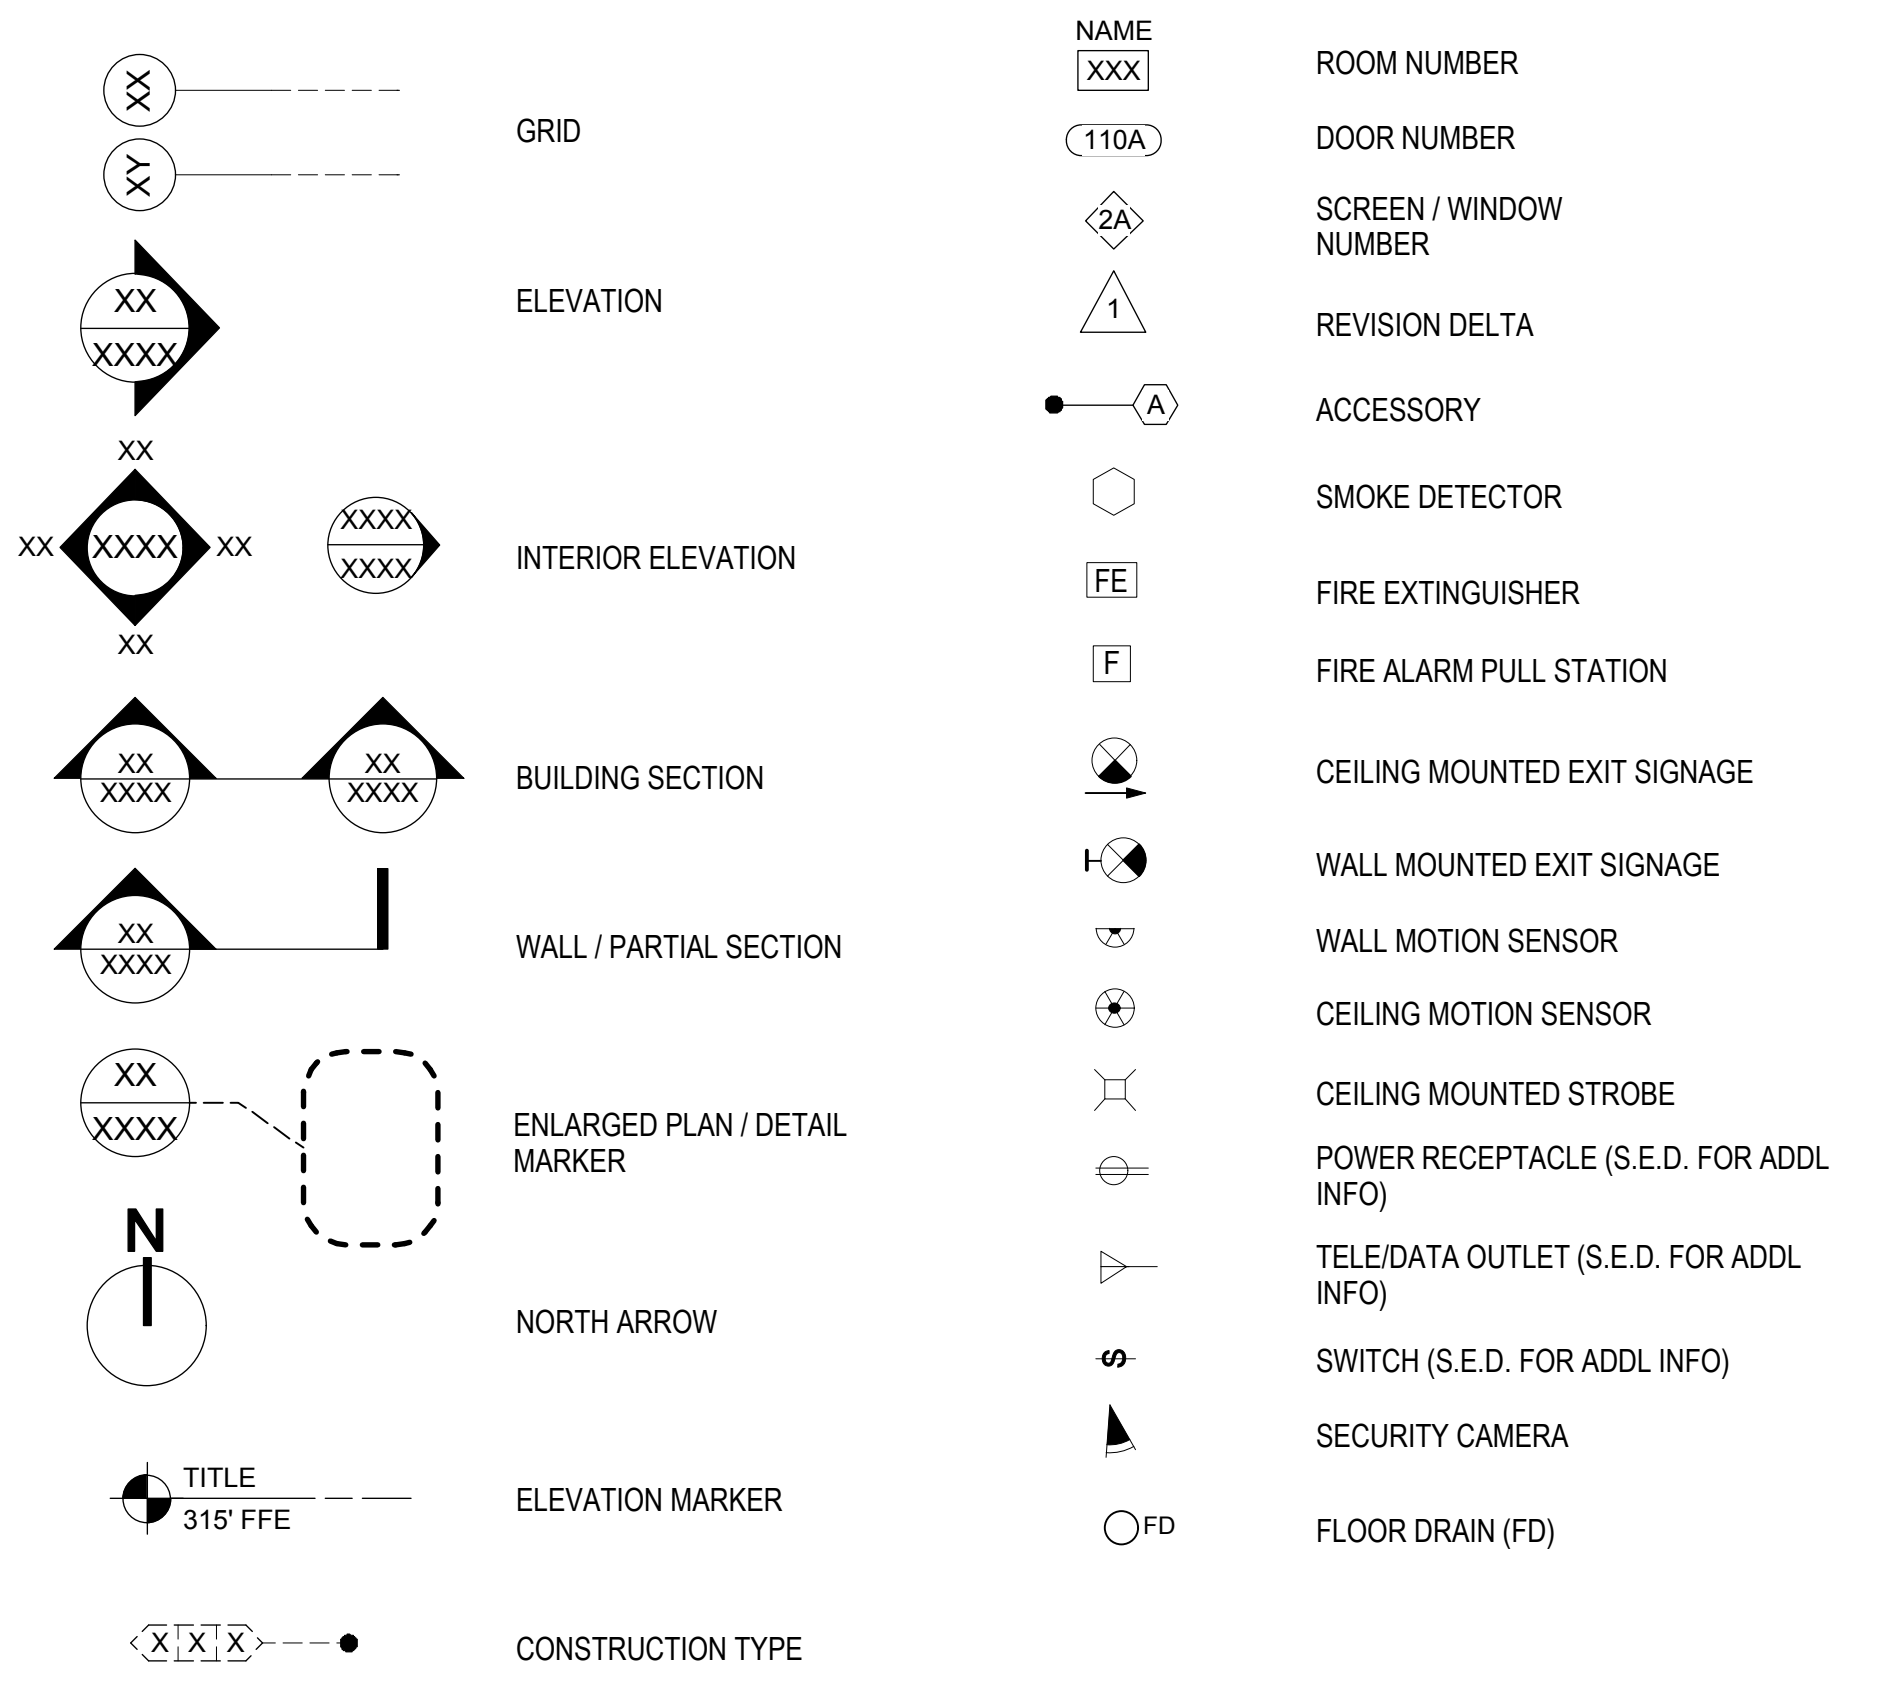 XX
XY
GRID
XX
XXXX
ELEVATION
XX
XX
XXXX
XX
XX
XXXX
XXXX
INTERIOR ELEVATION
XX
XXXX
XX
XXXX
BUILDING SECTION
XX
XXXX
WALL / PARTIAL SECTION
XX
XXXX
ENLARGED PLAN / DETAIL
MARKER
N
NORTH ARROW
TITLE
315' FFE
ELEVATION MARKER
X X X
CONSTRUCTION TYPE
NAME
XXX
ROOM NUMBER
110A
DOOR NUMBER
2A
SCREEN / WINDOW
NUMBER
1
REVISION DELTA
A
ACCESSORY
SMOKE DETECTOR
FE
FIRE EXTINGUISHER
F
FIRE ALARM PULL STATION
CEILING MOUNTED EXIT SIGNAGE
WALL MOUNTED EXIT SIGNAGE
WALL MOTION SENSOR
CEILING MOTION SENSOR
CEILING MOUNTED STROBE
POWER RECEPTACLE (S.E.D. FOR ADDL
INFO)
TELE/DATA OUTLET (S.E.D. FOR ADDL
INFO)
S
SWITCH (S.E.D. FOR ADDL INFO)
SECURITY CAMERA
FD
FLOOR DRAIN (FD)